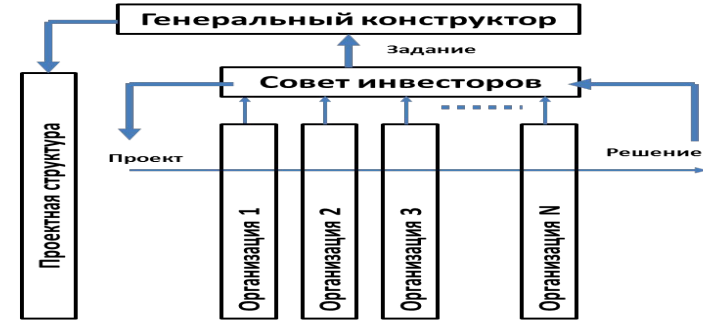 Генеральный конструктор
Задание
Совет инвесторов
Проект
Решение
Проектная структура
Организация 1
Организация 2
Организация 3
Организация N